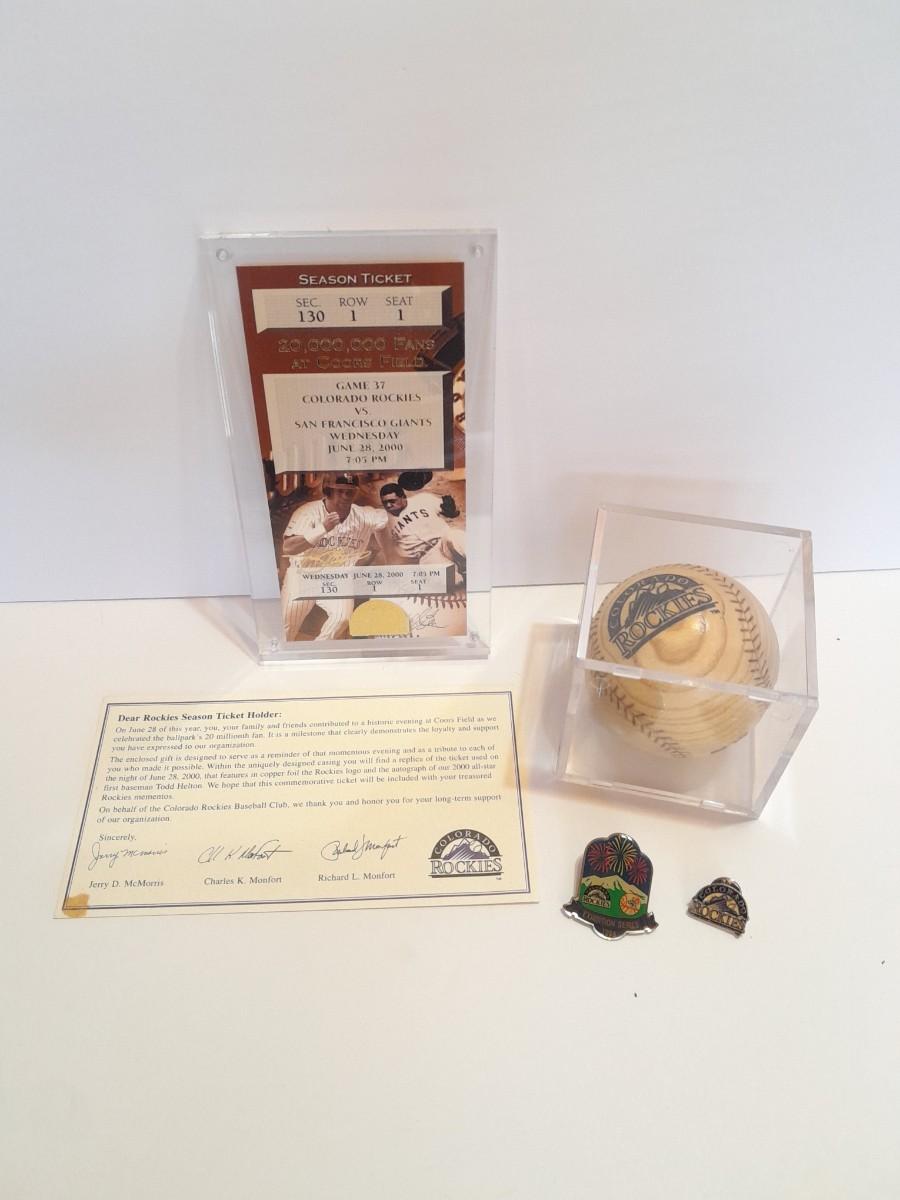 SEASON TICKET
SEC. ROW SEAT
130 1 1
20,000,000 FANS
AT COORS FIELD
GAME 37
COLORADO ROCKIES
VS.
SAN FRANCISCO GIANTS
WEDNESDAY
JUNE 28, 2000
7:05 PM
ROCKIES
GIANTS
WEDNESDAY JUNE 28, 2000 7:05 PM
SEC. ROW SEAT
130 1 1
COLORADO
ROCKIES
Dear Rockies Season Ticket Holder:
On June 28 of this year, you, your family and friends contributed to a historic evening at Coors Field as we
celebrated the ballpark's 20 millionth fan. It is a milestone that clearly demonstrates the loyalty and support
you have expressed to our organization.
The enclosed gift is designed to serve as a reminder of that momentous evening and as a tribute to each of
you who made it possible. Within the uniquely designed casing you will find a replica of the ticket used on
the night of June 28, 2000, that features in copper foil the Rockies logo and the autograph of our 2000 all-star
first baseman Todd Helton. We hope that this commemorative ticket will be included with your treasured
Rockies mementos.
On behalf of the Colorado Rockies Baseball Club, we thank you and honor you for your long-term support
of our organization.
Sincerely,
Jerry D. McMorris
Charles K. Monfort
Richard L. Monfort
COLORADO
ROCKIES
ROCKIES
EXHIBITION SERIES
COLORADO
ROCKIES